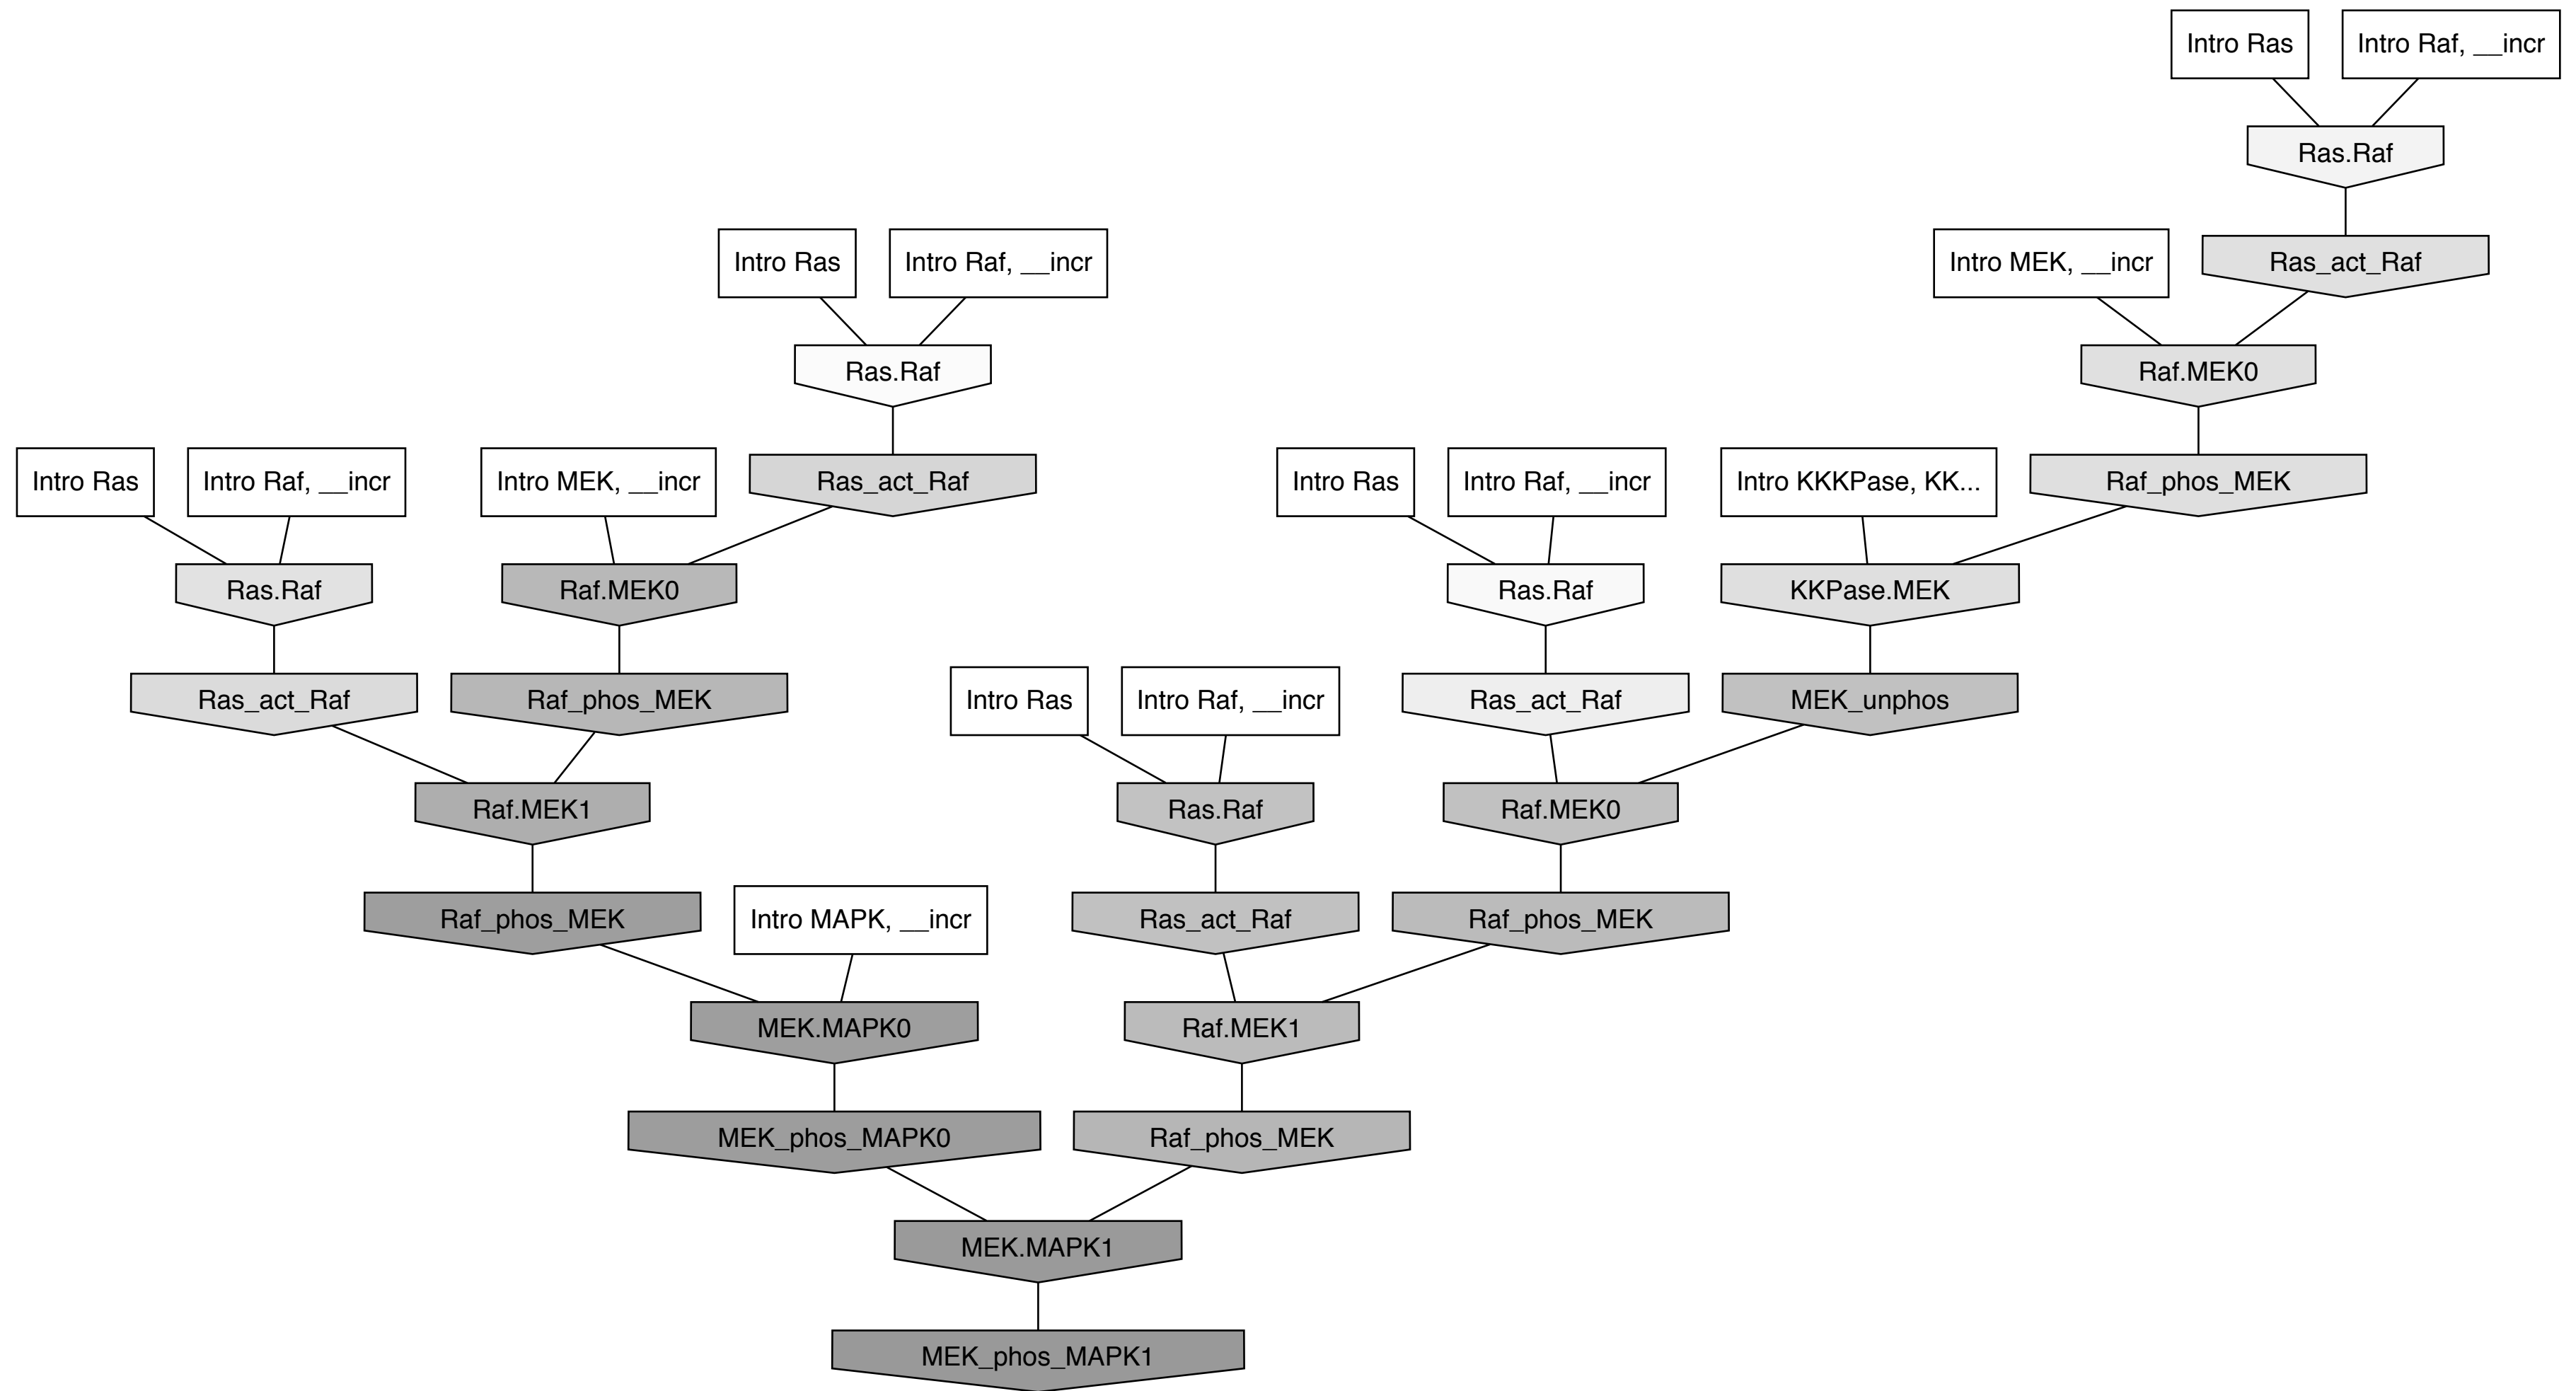 Intro Ras
Intro Raf, __incr
Ras.Raf
Intro Ras
Intro Raf, __incr
Intro MEK, __incr
Ras_act_Raf
Ras.Raf
Raf.MEK0
Intro Ras
Intro Raf, __incr
Intro MEK, __incr
Ras_act_Raf
Intro Ras
Intro Raf, __incr
Intro KKKPase, KK...
Raf_phos_MEK
Ras.Raf
Raf.MEK0
Ras.Raf
KKPase.MEK
Ras_act_Raf
Raf_phos_MEK
Intro Ras
Intro Raf, __incr
Ras_act_Raf
MEK_unphos
Raf.MEK1
Ras.Raf
Raf.MEK0
Raf_phos_MEK
Intro MAPK, __incr
Ras_act_Raf
Raf_phos_MEK
MEK.MAPK0
Raf.MEK1
MEK_phos_MAPK0
Raf_phos_MEK
MEK.MAPK1
MEK_phos_MAPK1